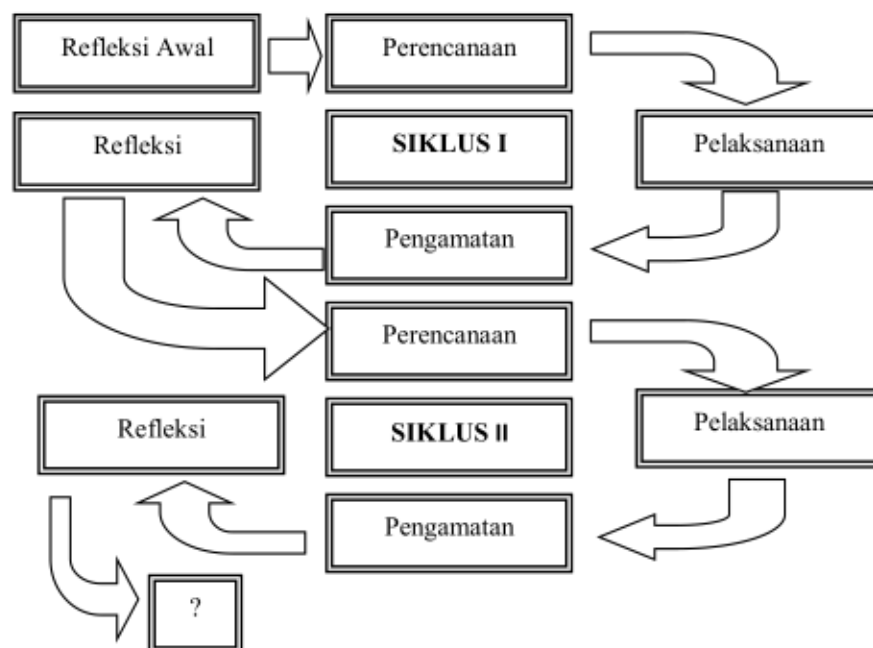 Refleksi Awal
Perencanaan
Refleksi
SIKLUS I
Pelaksanaan
Pengamatan
Perencanaan
Refleksi
SIKLUS II
Pelaksanaan
Pengamatan
?